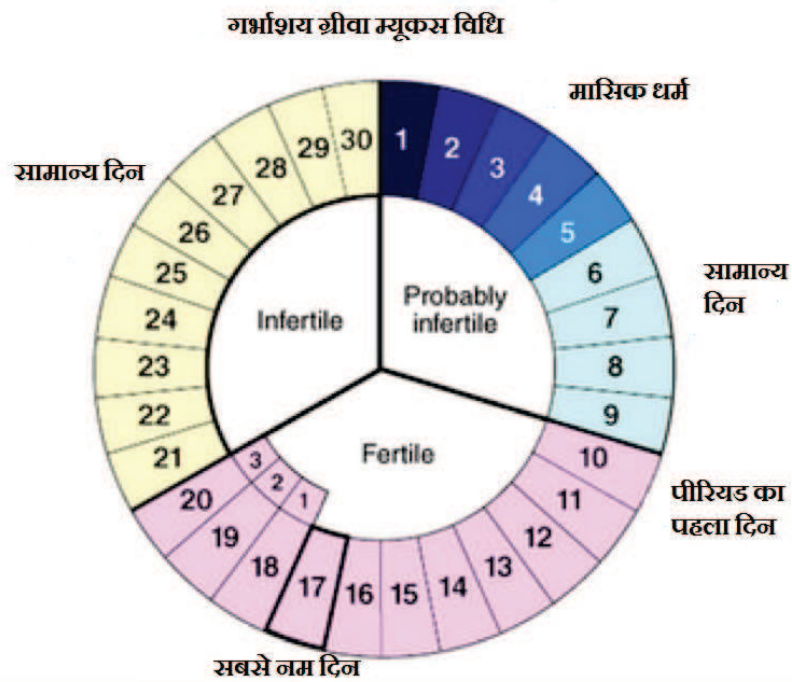 गर्भाशय ग्रीवा म्यूकस विधि
मासिक धर्म
सामान्य दिन
सामान्य
दिन
पीरियड का
पहला दिन
सबसे नम दिन
1
2
3
4
5
6
7
8
9
10
11
12
13
14
15
16
17
18
19
20
21
22
23
24
25
26
27
28
29
30
Infertile
Probably
infertile
Fertile
3
2
1